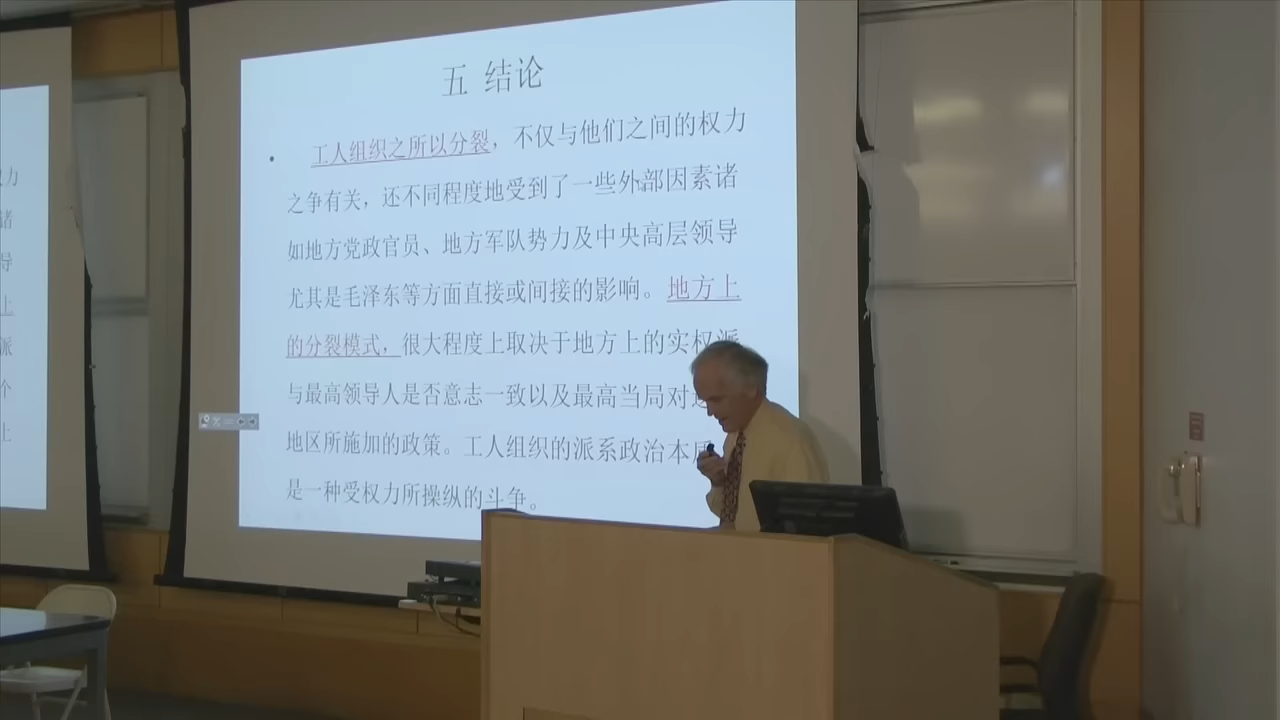 五 结论
• 工人组织之所以分裂，不仅与他们之间的权力
之争有关，还不同程度地受到了一些外部因素诸
如地方党政官员、地方军队势力及中央高层领导
尤其是毛泽东等方面直接或间接的影响。地方上
的分裂模式，很大程度上取决于地方上的实权派
与最高领导人是否意志一致以及最高当局对
地区所施加的政策。工人组织的派系政治本
是一种受权力所操纵的斗争。
力
诸
导
上
派
个
上